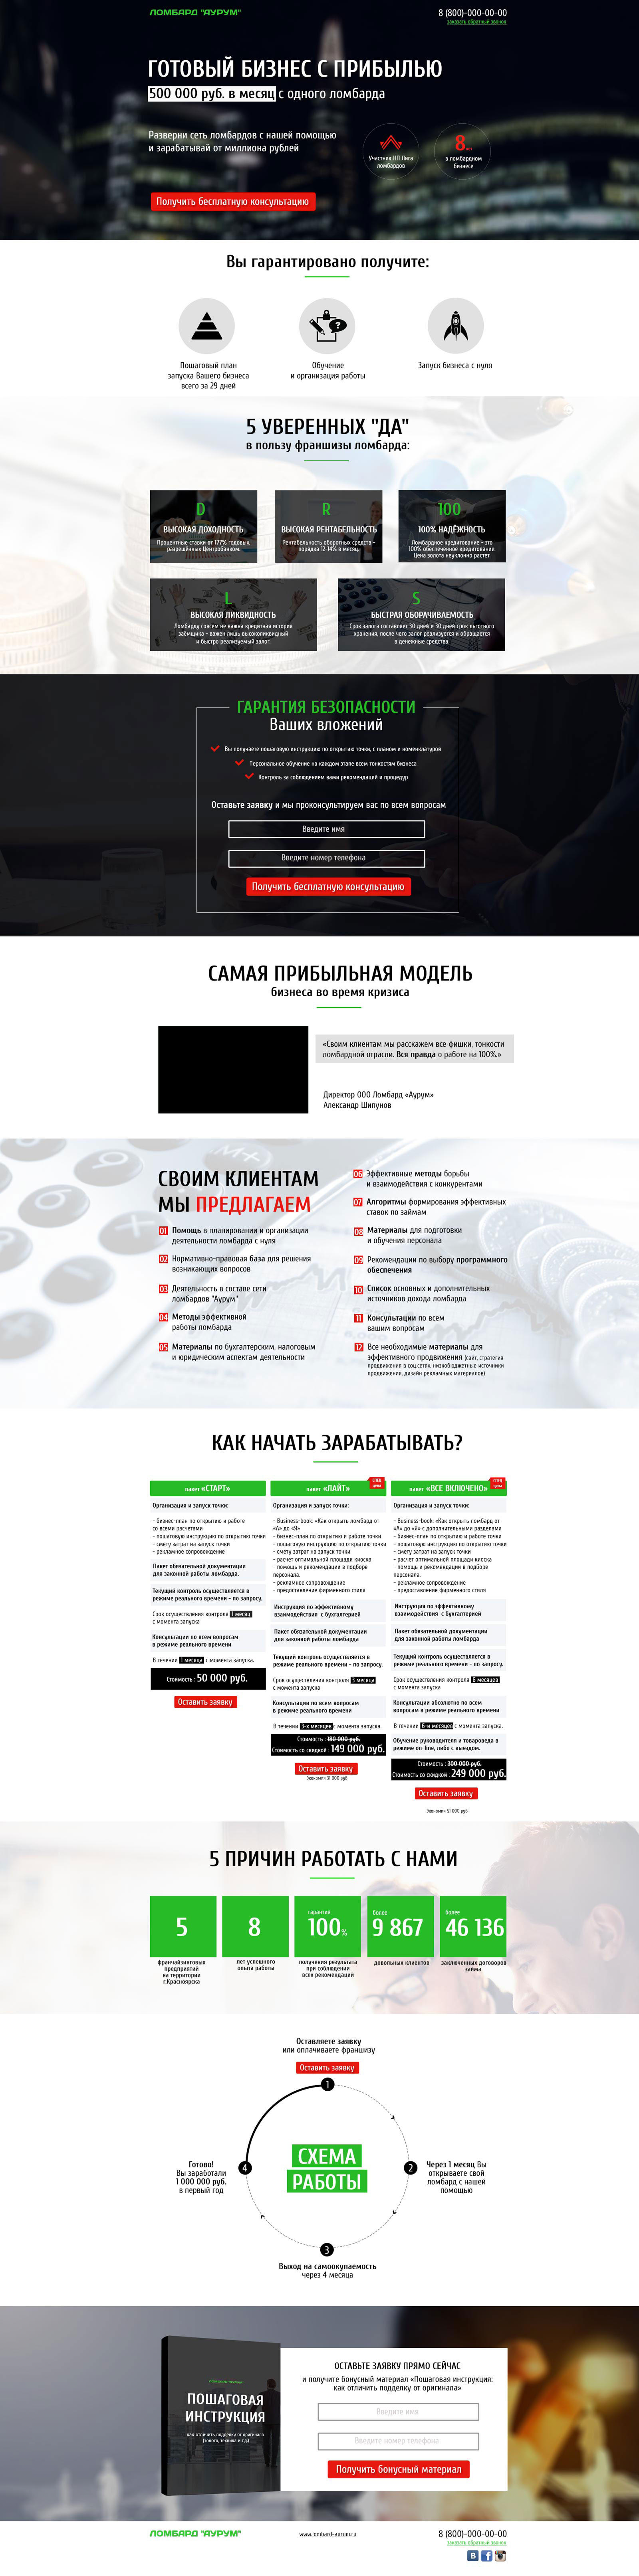 ЛОМБАРД "АУРУМ"
8 (800)-000-00-00
заказать обратный звонок
ГОТОВЫЙ БИЗНЕС С ПРИБЫЛЬЮ
500 000 руб. в месяц с одного ломбарда
Разверни сеть ломбардов с нашей помощью
и зарабатывай от миллиона рублей
Участник НП Лига
ломбардов
8 лет
в ломбардном
бизнесе
Получить бесплатную консультацию
Вы гарантировано получите:
Пошаговый план
запуска Вашего бизнеса
всего за 29 дней
Обучение
и организация работы
Запуск бизнеса с нуля
5 УВЕРЕННЫХ "ДА"
в пользу франшизы ломбарда:
D
ВЫСОКАЯ ДОХОДНОСТЬ
Процентные ставки от 177% годовых,
разрешённых Центробанком.
R
ВЫСОКАЯ РЕНТАБЕЛЬНОСТЬ
Рентабельность оборотных средств -
порядка 12-14% в месяц.
100
100% НАДЁЖНОСТЬ
Ломбардное кредитование - это
100% обеспеченное кредитование.
Цена золота неуклонно растет.
L
ВЫСОКАЯ ЛИКВИДНОСТЬ
Ломбарду совсем не важна кредитная история
заёмщика - важен лишь высоколиквидный
и быстро реализуемый залог.
S
БЫСТРАЯ ОБОРАЧИВАЕМОСТЬ
Срок залога составляет 30 дней и 30 дней срок льготного
хранения, после чего залог реализуется и обращается
в денежные средства.
ГАРАНТИЯ БЕЗОПАСНОСТИ
Ваших вложений
Вы получаете пошаговую инструкцию по открытию точки, с планом и номенклатурой
Персональное обучение на каждом этапе всем тонкостям бизнеса
Контроль за соблюдением вами рекомендаций и процедур
Оставьте заявку и мы проконсультируем вас по всем вопросам
Введите имя
Введите номер телефона
Получить бесплатную консультацию
САМАЯ ПРИБЫЛЬНАЯ МОДЕЛЬ
бизнеса во время кризиса
«Своим клиентам мы расскажем все фишки, тонкости
ломбардной отрасли. Вся правда о работе на 100%.»
Директор ООО Ломбард «Аурум»
Александр Шипунов
СВОИМ КЛИЕНТАМ
МЫ ПРЕДЛАГАЕМ
01 Помощь в планировании и организации
деятельности ломбарда с нуля
02 Нормативно-правовая база для решения
возникающих вопросов
03 Деятельность в составе сети
ломбардов "Аурум"
04 Методы эффективной
работы ломбарда
05 Материалы по бухгалтерским, налоговым
и юридическим аспектам деятельности
06 Эффективные методы борьбы
и взаимодействия с конкурентами
07 Алгоритмы формирования эффективных
ставок по займам
08 Материалы для подготовки
и обучения персонала
09 Рекомендации по выбору программного
обеспечения
10 Список основных и дополнительных
источников дохода ломбарда
11 Консультации по всем
вашим вопросам
12 Все необходимые материалы для
эффективного продвижения (сайт, стратегия
продвижения в соц.сетях, низкобюджетные источники
продвижения, дизайн рекламных материалов)
КАК НАЧАТЬ ЗАРАБАТЫВАТЬ?
пакет «СТАРТ»
Организация и запуск точки:
- бизнес-план по открытию и работе
со всеми расчетами
- пошаговую инструкцию по открытию точки
- смету затрат на запуск точки
- рекламное сопровождение
Пакет обязательной документации
для законной работы ломбарда.
Текущий контроль осуществляется в
режиме реального времени - по запросу.
Срок осуществления контроля 1 месяц
с момента запуска
Консультации по всем вопросам
в режиме реального времени
В течении 1 месяца с момента запуска.
Стоимость : 50 000 руб.
Оставить заявку
пакет «ЛАЙТ»
спец
цена
Организация и запуск точки:
- Business-book: «Как открыть ломбард от
«А» до «Я»
- бизнес-план по открытию и работе точки
- пошаговую инструкцию по открытию точки
- смету затрат на запуск точки
- расчет оптимальной площади киоска
- помощь и рекомендации в подборе
персонала.
- рекламное сопровождение
- предоставление фирменного стиля
Инструкция по эффективному
взаимодействия с бухгалтерией
Пакет обязательной документации
для законной работы ломбарда
Текущий контроль осуществляется в
режиме реального времени - по запросу.
Срок осуществления контроля 3 месяца
с момента запуска
Консультации по всем вопросам
в режиме реального времени
В течении 3-х месяцев с момента запуска.
Стоимость : 180 000 руб.
Стоимость со скидкой : 149 000 руб.
Оставить заявку
Экономия 31 000 руб
пакет «ВСЕ ВКЛЮЧЕНО»
спец
цена
Организация и запуск точки:
- Business-book: «Как открыть ломбард от
«А» до «Я» с дополнительными разделами
- бизнес-план по открытию и работе точки
- пошаговую инструкцию по открытию точки
- смету затрат на запуск точки
- расчет оптимальной площади киоска
- помощь и рекомендации в подборе
персонала.
- рекламное сопровождение
- предоставление фирменного стиля
Инструкция по эффективному
взаимодействия с бухгалтерией
Пакет обязательной документации
для законной работы ломбарда
Текущий контроль осуществляется в
режиме реального времени - по запросу.
Срок осуществления контроля 6 месяцев
с момента запуска
Консультации абсолютно по всем
вопросам в режиме реального времени
В течении 6-и месяцев с момента запуска.
Обучение руководителя и товароведа в
режиме on-line, либо с выездом.
Стоимость : 300 000 руб.
Стоимость со скидкой : 249 000 руб.
Оставить заявку
Экономия 51 000 руб
5 ПРИЧИН РАБОТАТЬ С НАМИ
5
франчайзинговых
предприятий
на территории
г.Красноярска
8
лет успешного
опыта работы
гарантия
100%
получения результата
при соблюдении
всех рекомендаций
более
9 867
довольных клиентов
более
46 136
заключенных договоров
займа
Оставляете заявку
или оплачиваете франшизу
Оставить заявку
1
СХЕМА
РАБОТЫ
2
Через 1 месяц Вы
открываете свой
ломбард с нашей
помощью
3
Выход на самоокупаемость
через 4 месяца
4
Готово!
Вы заработали
1 000 000 руб.
в первый год
ЛОМБАРД "АУРУМ"
ПОШАГОВАЯ
ИНСТРУКЦИЯ
как отличить подделку от оригинала
(золото, техника и т.д.)
ОСТАВЬТЕ ЗАЯВКУ ПРЯМО СЕЙЧАС
и получите бонусный материал «Пошаговая инструкция:
как отличить подделку от оригинала»
Введите имя
Введите номер телефона
Получить бонусный материал
ЛОМБАРД "АУРУМ"
www.lombard-aurum.ru
8 (800)-000-00-00
заказать обратный звонок